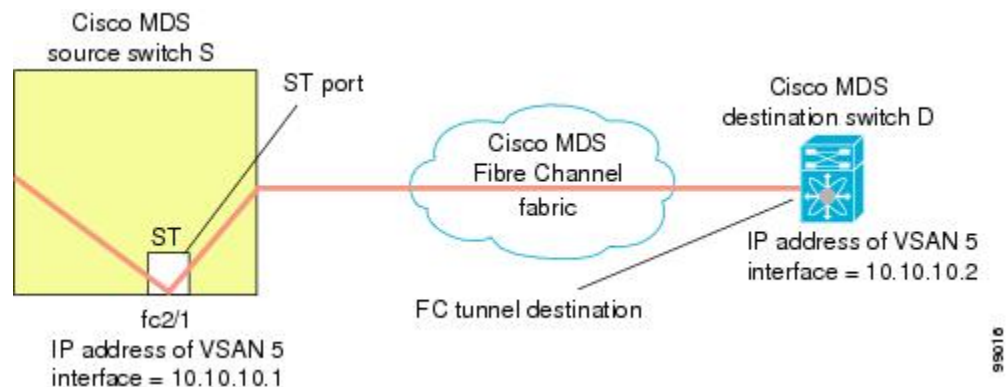 Cisco MDS
source switch S
ST port
ST
fc2/1
IP address of VSAN 5
interface = 10.10.10.1
Cisco MDS
Fibre Channel
fabric
FC tunnel destination
Cisco MDS
destination switch D
IP address of VSAN 5
interface = 10.10.10.2
99016